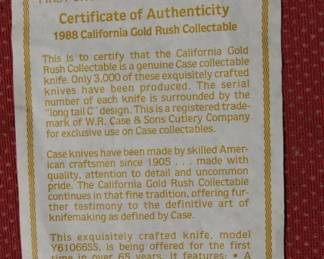 Certificate of Authenticity
1988 California Gold Rush Collectable
This is to certify that the California Gold
Rush Collectable is a genuine Case collectable
knife. Only 3,000 of these exquisitely crafted
knives have been produced. The serial
number of each knife is surrounded by the
"long tail C" design. This is a registered trade-
mark of W.R. Case & Sons Cutlery Company
for exclusive use on Case collectables.
Case knives have been made by skilled Amer-
ican craftsmen since 1905 . . . made with
quality, attention to detail and uncommon
pride. The California Gold Rush Collectable
continues in that fine tradition, offering fur-
ther testimony to the definitive art of
knifemaking as defined by Case.
This exquisitely crafted knife, model
Y61066SS, is being offered for the first
time in over 65 years. It features: • A